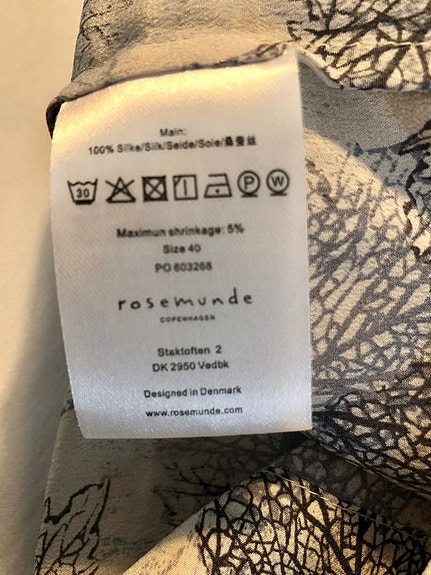 Main:
100% Silke/Silk/Seide/Soie/桑蚕丝
30 P W
Maximun shrinkage: 5%
Size 40
PO 603268
rosemunde
COPENHAGEN
Staktoften 2
DK 2950 Vedbk
Designed in Denmark
www.rosemunde.com